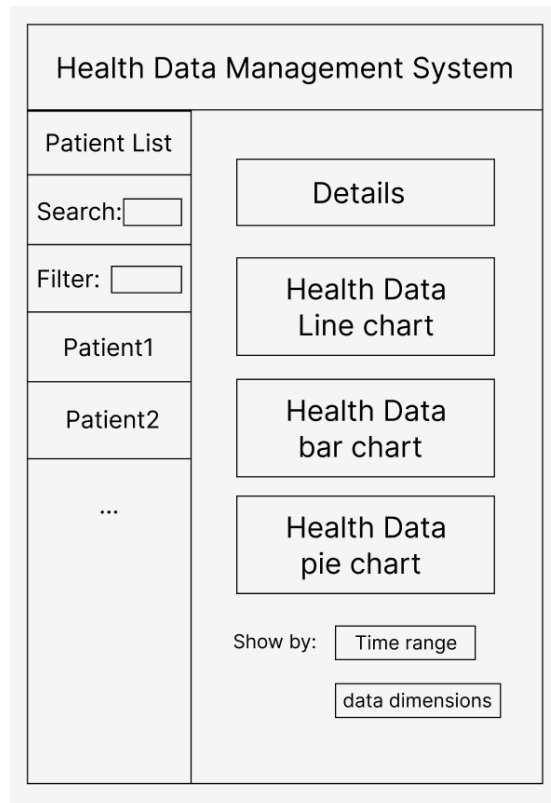 Health Data Management System
Patient List
Search:
Filter:
Patient1
Patient2
...
Details
Health Data
Line chart
Health Data
bar chart
Health Data
pie chart
Show by:
Time range
data dimensions